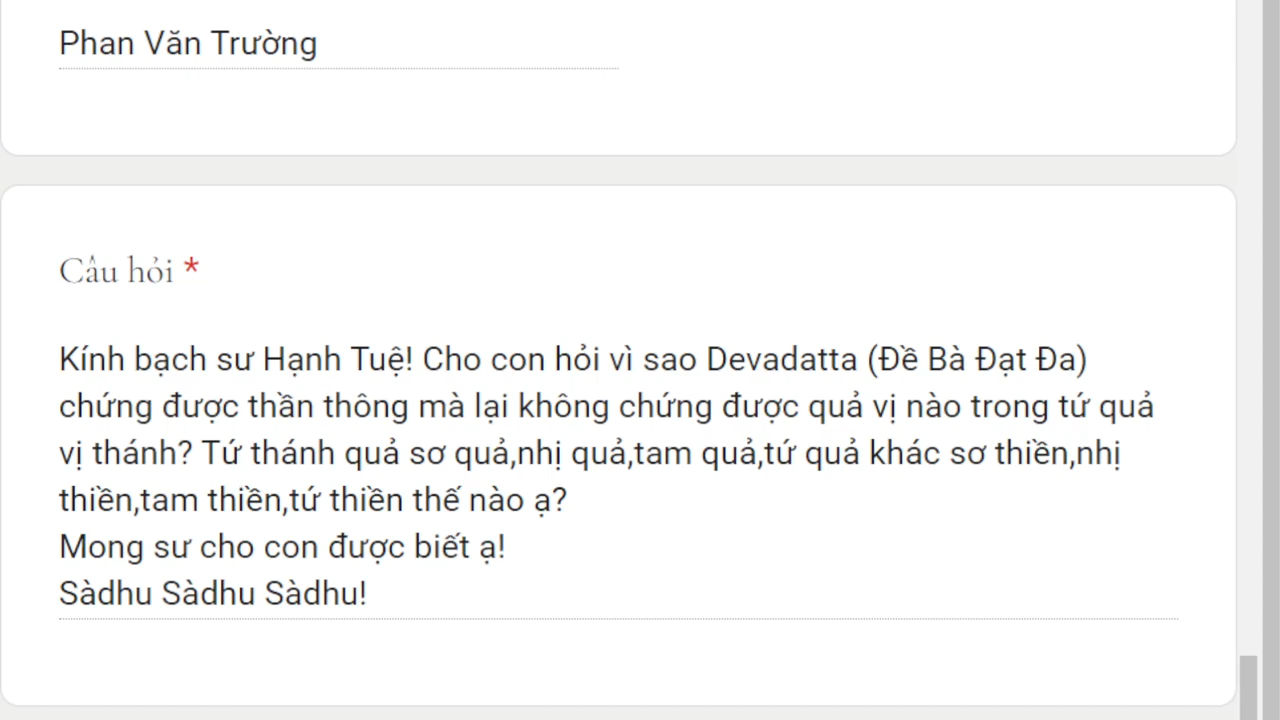 Phan Văn Trường
Câu hỏi *
Kính bạch sư Hạnh Tuệ! Cho con hỏi vì sao Devadatta (Đề Bà Đạt Đa)
chứng được thần thông mà lại không chứng được quả vị nào trong tứ quả
vị thánh? Tứ thánh quả sơ quả,nhị quả,tam quả,tứ quả khác sơ thiền,nhị
thiền,tam thiền,tứ thiền thế nào ạ?
Mong sư cho con được biết ạ!
Sàdhu Sàdhu Sàdhu!